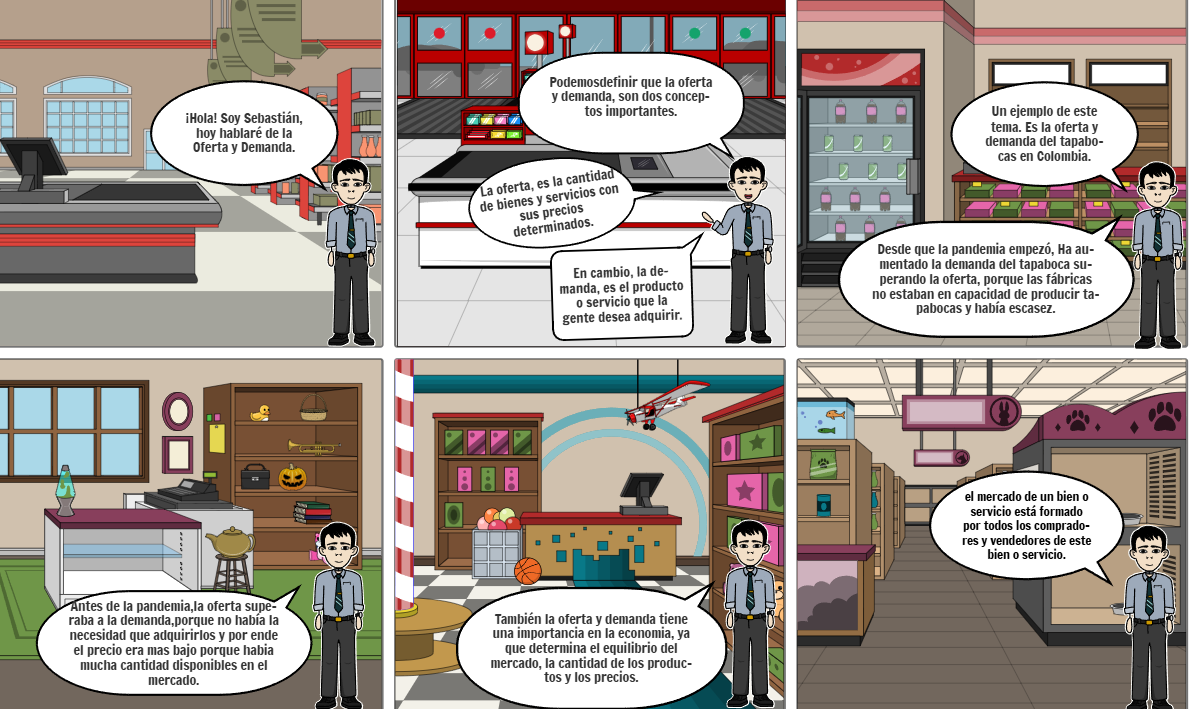 ¡Hola! Soy Sebastián,
hoy hablaré de la
Oferta y Demanda.
Podemosdefinir que la oferta
y demanda, son dos concep-
tos importantes.
La oferta, es la cantidad
de bienes y servicios con
sus precios
determinados.
En cambio, la de-
manda, es el producto
o servicio que la
gente desea adquirir.
Un ejemplo de este
tema. Es la oferta y
demanda del tapabo-
cas en Colombia.
Desde que la pandemia empezó, Ha au-
mentado la demanda del tapaboca su-
perando la oferta, porque las fábricas
no estaban en capacidad de producir ta-
pabocas y había escasez.
Antes de la pandemia,la oferta supe-
raba a la demanda,porque no había la
necesidad que adquirirlos y por ende
el precio era mas bajo porque habia
mucha cantidad disponibles en el
mercado.
También la oferta y demanda tiene
una importancia en la economia, ya
que determina el equilibrio del
mercado, la cantidad de los produc-
tos y los precios.
el mercado de un bien o
servicio está formado
por todos los comprado-
res y vendedores de este
bien o servicio.